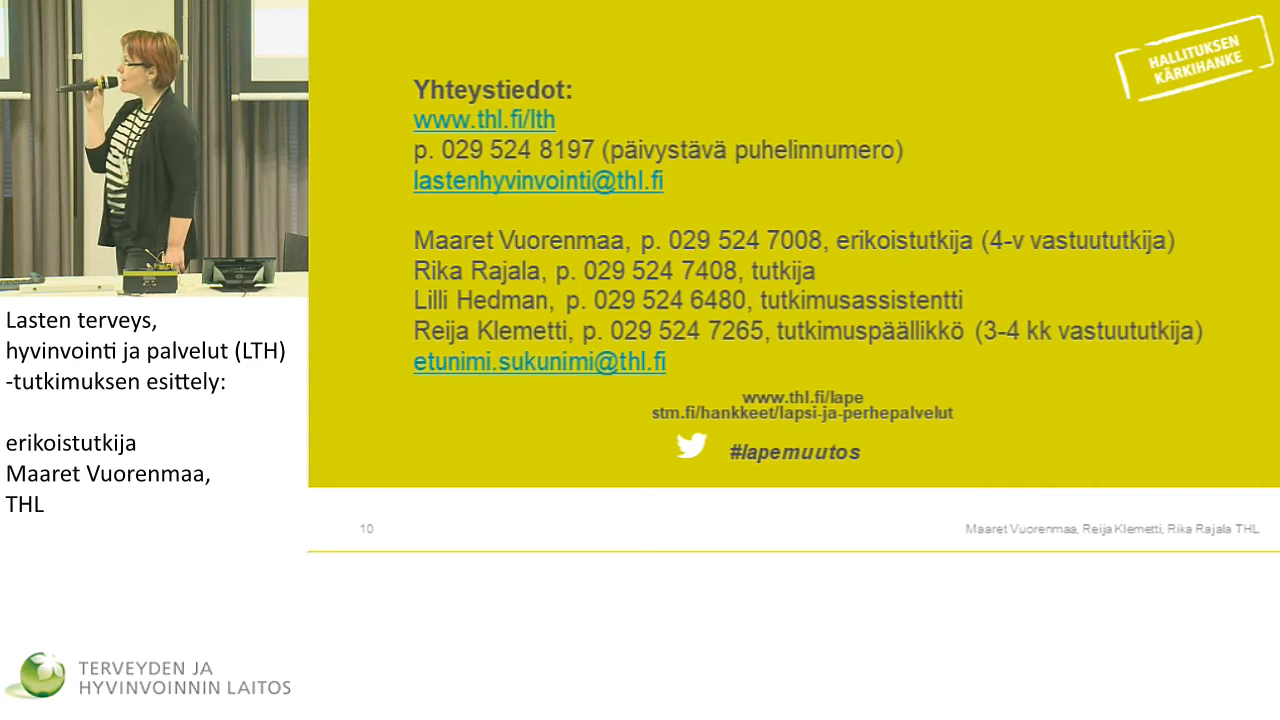 HALLITUKSEN
KÄRKIHANKE
Yhteystiedot:
www.thl.fi/lth
p. 029 524 8197 (päivystävä puhelinnumero)
lastenhyvinvointi@thl.fi
Maaret Vuorenmaa, p. 029 524 7008, erikoistutkija (4-v vastuututkija)
Rika Rajala, p. 029 524 7408, tutkija
Lilli Hedman, p. 029 524 6480, tutkimusassistentti
Reija Klemetti, p. 029 524 7265, tutkimuspäällikkö (3-4 kk vastuututkija)
etunimi.sukunimi@thl.fi
www.thl.fi/lape
stm.fi/hankkeet/lapsi-ja-perhepalvelut
#lapemuutos
10
Maaret Vuorenmaa, Reija Klemetti, Rika Rajala THL
Lasten terveys,
hyvinvointi ja palvelut (LTH)
-tutkimuksen esittely:
erikoistutkija
Maaret Vuorenmaa,
THL
TERVEYDEN JA
HYVINVOINNIN LAITOS